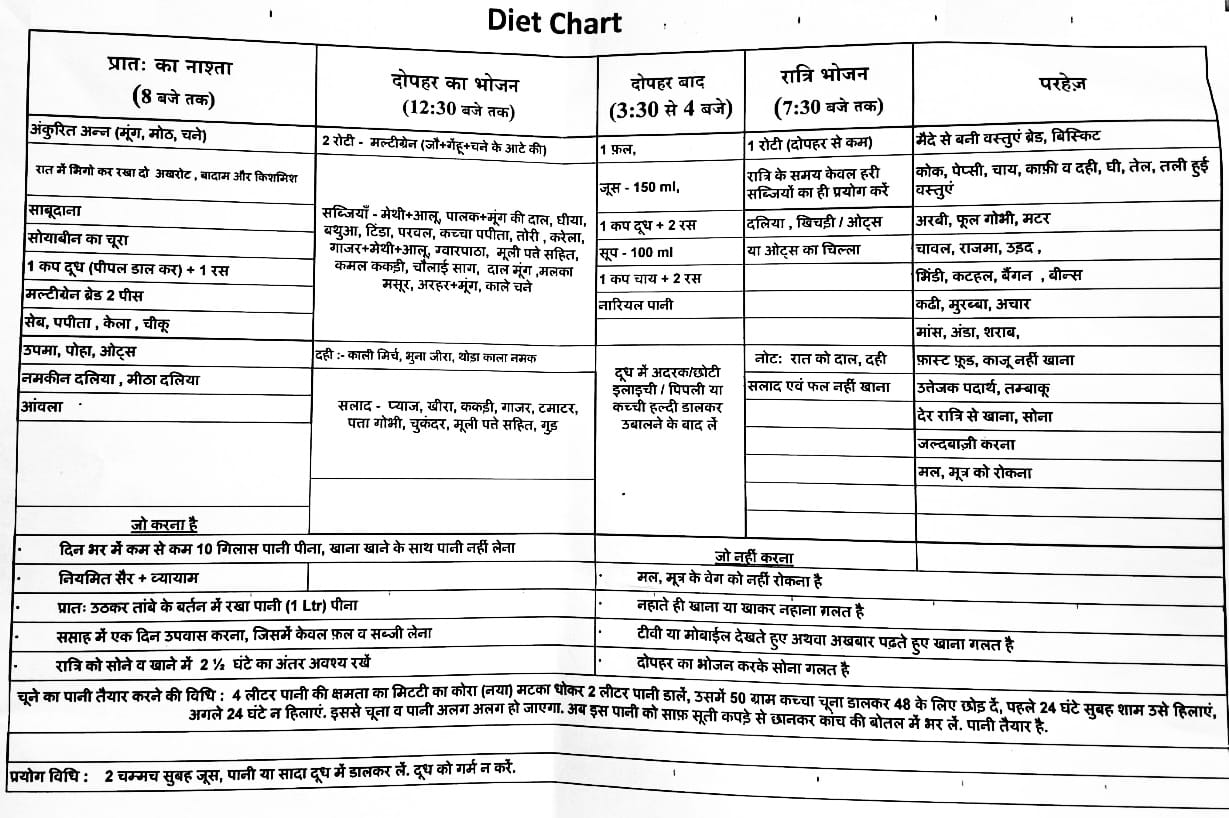 Diet Chart
प्रातः का नाश्ता
(8 बजे तक)
दोपहर का भोजन
(12:30 बजे तक)
दोपहर बाद
(3:30 से 4 बजे)
रात्रि भोजन
(7:30 बजे तक)
परहेज़
अंकुरित अन्न (मूंग, मोठ, चने)
रात में भिगो कर रखा दो अखरोट , बादाम और किशमिश
साबूदाना
सोयाबीन का चूरा
1 कप दूध (पीपल डाल कर) + 1 रस
मल्टीग्रेन ब्रेड 2 पीस
सेब, पपीता , केला , चीकू
उपमा, पोहा, ओट्स
नमकीन दलिया , मीठा दलिया
आंवला
2 रोटी - मल्टीग्रेन (जौ+गेंहू+चने के आटे की)
सब्जियाँ - मेथी+आलू, पालक+मूंग की दाल, घीया,
बथुआ, टिंडा, परवल, कच्चा पपीता, तोरी , करेला,
गाजर+मेथी+आलू, ग्वारपाठा, मूली पत्ते सहित,
कमल ककड़ी, चौलाई साग, दाल मूंग ,मलका
मसूर, अरहर+मूंग, काले चने
दही :- काली मिर्च, भुना जीरा, थोडा काला नमक
सलाद - प्याज, खीरा, ककड़ी, गाजर, टमाटर,
पता गोभी, चुकंदर, मूली पत्ते सहित, गुड़
1 फ़ल,
जूस - 150 ml,
1 कप दूध + 2 रस
सूप - 100 ml
1 कप चाय + 2 रस
नारियल पानी
दूध में अदरक/छोटी
इलाइची / पिपली या
कच्ची हल्दी डालकर
उबालने के बाद लें
1 रोटी (दोपहर से कम)
रात्रि के समय केवल हरी
सब्जियों का ही प्रयोग करें
दलिया , खिचड़ी / ओट्स
या ओट्स का चिल्ला
नोट: रात को दाल, दही
सलाद एवं फल नहीं खाना
मैदे से बनी वस्तुएं ब्रेड, बिस्किट
कोक, पेप्सी, चाय, काफ़ी व दही, घी, तेल, तली हुई
वस्तुएं
अरबी, फूल गोभी, मटर
चावल, राजमा, उड़द ,
भिंडी, कटहल, बैंगन , बीन्स
कढी, मुरब्बा, अचार
मांस, अंडा, शराब,
फ़ास्ट फ़ूड, काजू नहीं खाना
उत्तेजक पदार्थ, तम्बाकू
देर रात्रि से खाना, सोना
जल्दबाज़ी करना
मल, मूत्र को रोकना
जो करना है
· दिन भर में कम से कम 10 गिलास पानी पीना, खाना खाने के साथ पानी नहीं लेना
· नियमित सैर + व्यायाम
· प्रातः उठकर तांबे के बर्तन में रखा पानी (1 Ltr) पीना
· सप्ताह में एक दिन उपवास करना, जिसमें केवल फ़ल व सब्जी लेना
· रात्रि को सोने व खाने में 2 ½ घंटे का अंतर अवश्य रखें
जो नहीं करना
· मल, मूत्र के वेग को नहीं रोकना है
· नहाते ही खाना या खाकर नहाना ग़लत है
· टीवी या मोबाईल देखते हुए अथवा अखबार पढ़ते हुए खाना गलत है
· दोपहर का भोजन करके सोना गलत है
चूने का पानी तैयार करने की विधि : 4 लीटर पानी की क्षमता का मिटटी का कोरा (नया) मटका धोकर 2 लीटर पानी डालें, उसमें 50 ग्राम कच्चा चूना डालकर 48 के लिए छोड़ दें, पहले 24 घंटे सुबह शाम उसे हिलाएं,
अगले 24 घंटे न हिलाएं. इससे चूना व पानी अलग अलग हो जाएगा. अब इस पानी को साफ़ सूती कपड़े से छानकर कांच की बोतल में भर लें. पानी तैयार है.
प्रयोग विधि : 2 चम्मच सुबह जूस, पानी या सादा दूध में डालकर लें. दूध को गर्म न करें.